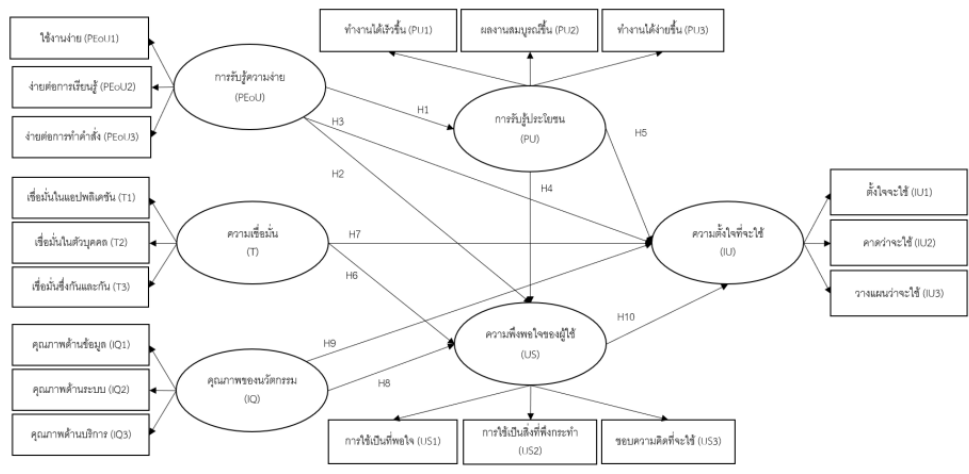 ใช้งานง่าย (PEoU1)
ง่ายต่อการเรียนรู้ (PEoU2)
ง่ายต่อการทำคำสั่ง (PEoU3)
การรับรู้ความง่าย
(PEoU)
ทำงานได้เร็วขึ้น (PU1)
ผลงานสมบูรณ์ขึ้น (PU2)
ทำงานได้ง่ายขึ้น (PU3)
การรับรู้ประโยชน
(PU)
H1
H3
H2
H5
H4
เชื่อมั่นในแอปพลิเคชัน (T1)
เชื่อมั่นในตัวบุคคล (T2)
เชื่อมั่นซึ่งกันและกัน (T3)
ความเชื่อมั่น
(T)
H7
H6
ความตั้งใจที่จะใช้
(IU)
ตั้งใจจะใช้ (IU1)
คาดว่าจะใช้ (IU2)
วางแผนว่าจะใช้ (IU3)
คุณภาพด้านข้อมูล (IQ1)
คุณภาพด้านระบบ (IQ2)
คุณภาพด้านบริการ (IQ3)
คุณภาพของนวัตกรรม
(IQ)
H9
H8
H10
ความพึงพอใจของผู้ใช้
(US)
การใช้เป็นที่พอใจ (US1)
การใช้เป็นสิ่งที่พึงกระทำ
(US2)
ชอบความคิดที่จะใช้ (US3)